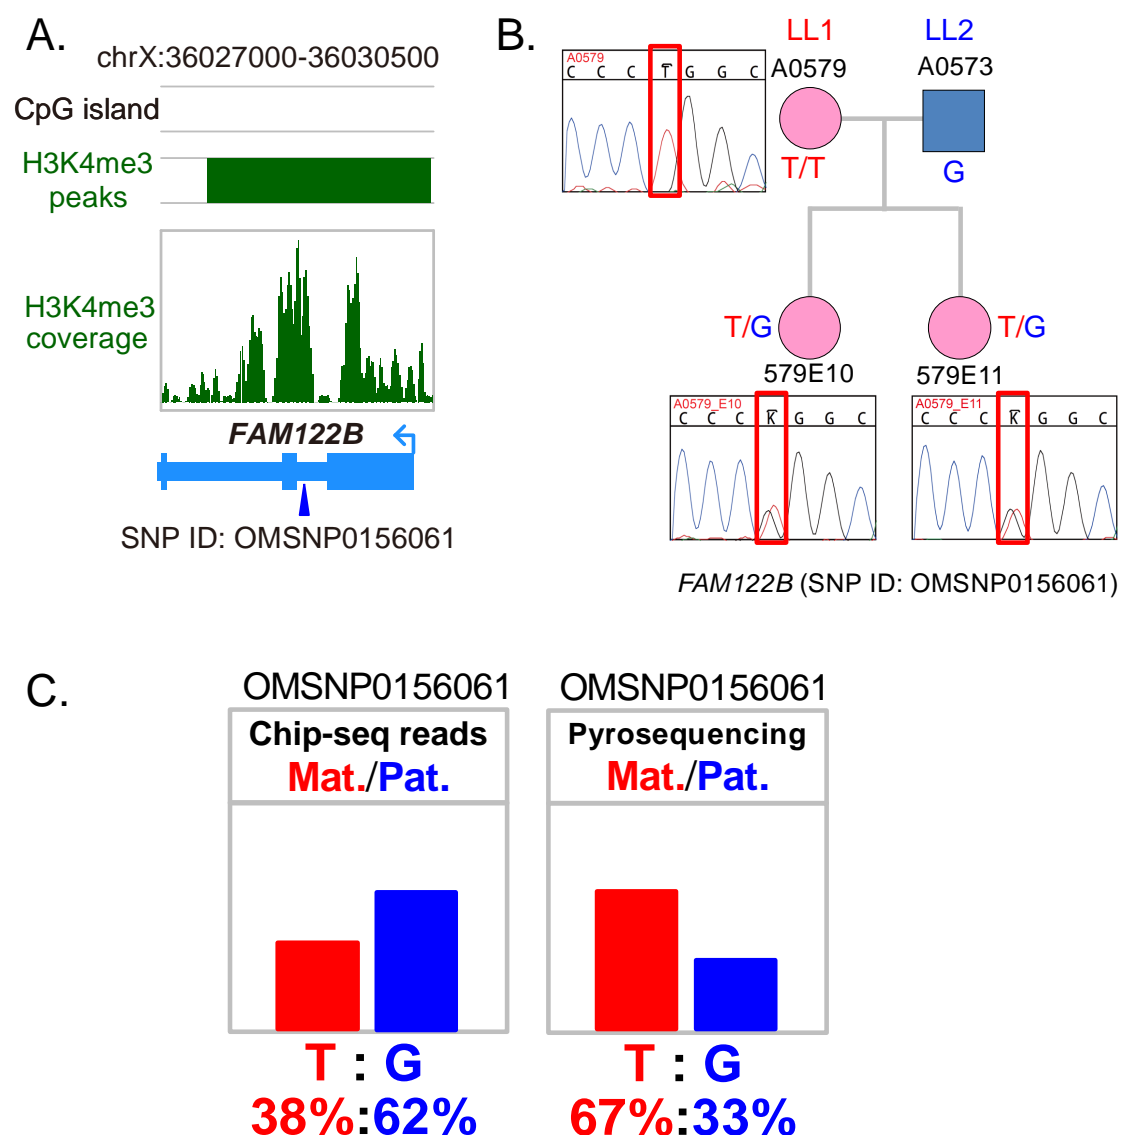 A.
chrX:36027000-36030500
CpG island
H3K4me3
peaks
H3K4me3
coverage
FAM122B
SNP ID: OMSNP0156061
B.
LL1
LL2
A0579
A0573
A0579
C C C T G G C
T/T
G
T/G
T/G
579E10
579E11
A0579_E10
C C C K G G C
A0579_E11
C C C K G G C
FAM122B (SNP ID: OMSNP0156061)
C.
OMSNP0156061
Chip-seq reads
Mat./Pat.
T : G
38%:62%
OMSNP0156061
Pyrosequencing
Mat./Pat.
T : G
67%:33%